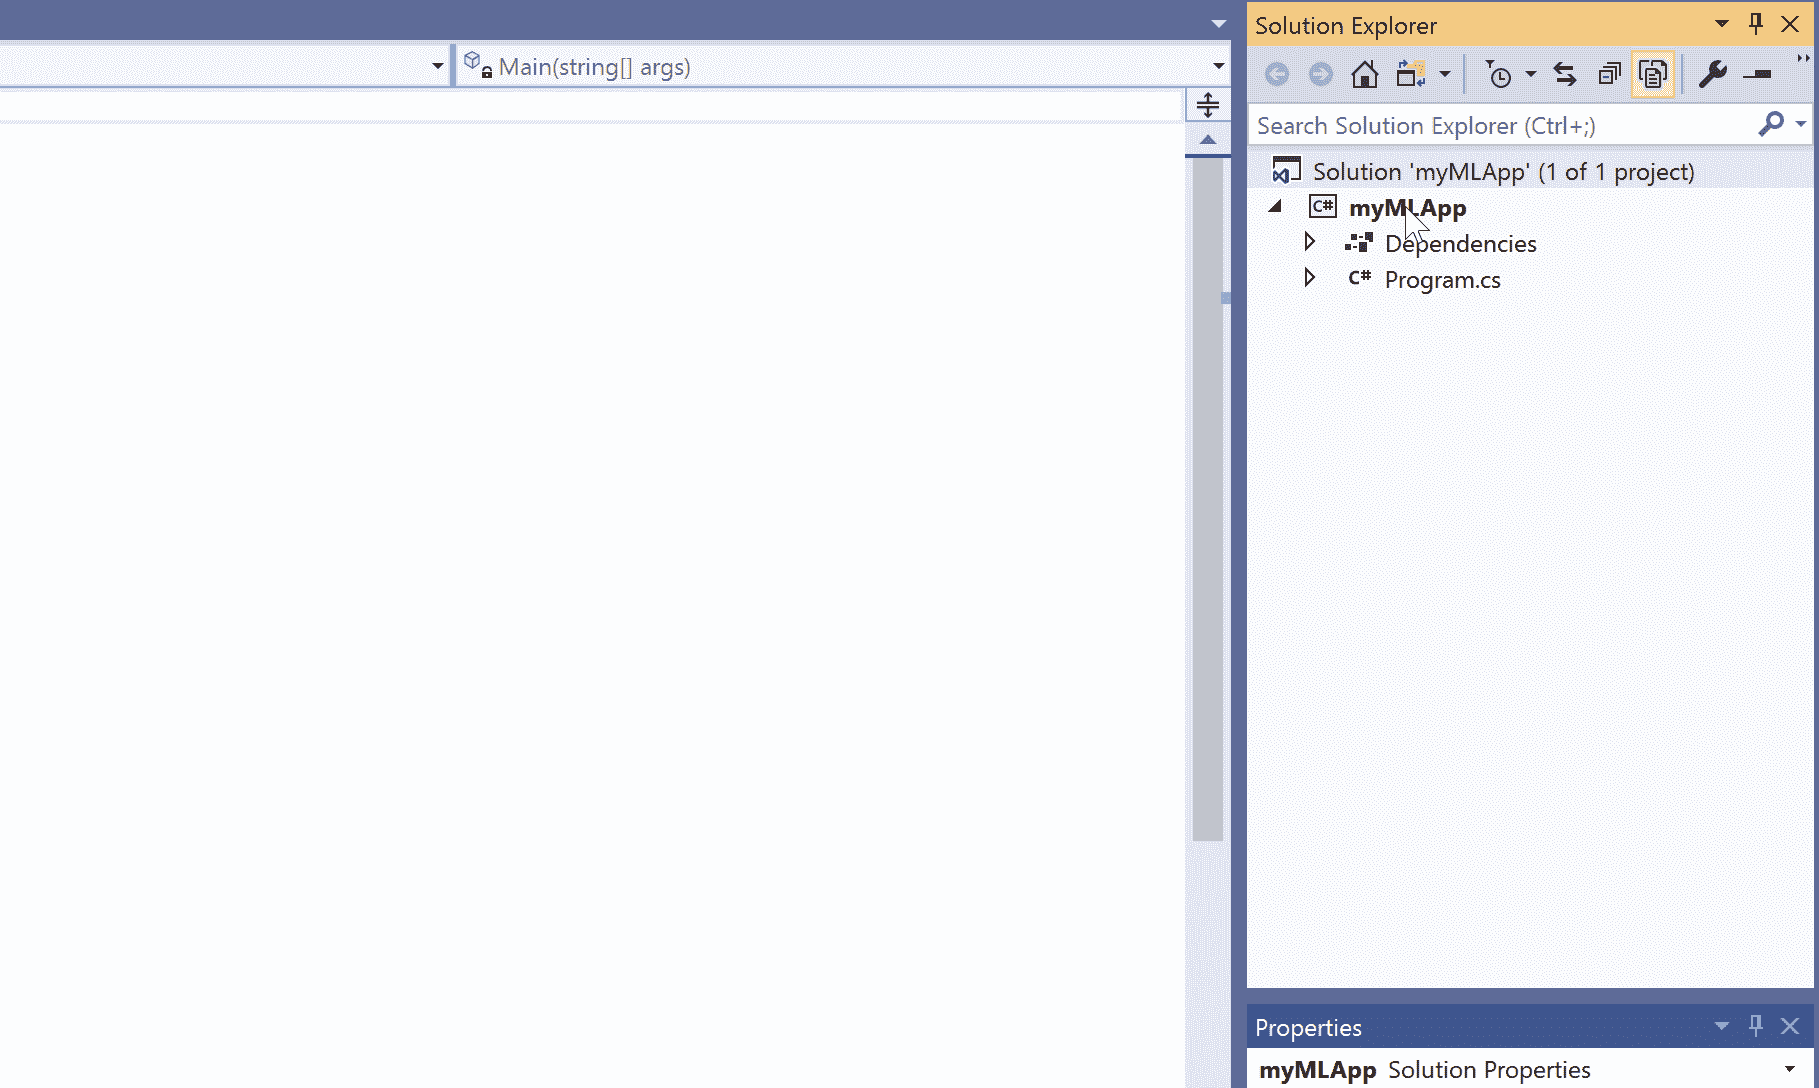 Solution Explorer
Main(string[] args)
Search Solution Explorer (Ctrl+;)
Solution 'myMLApp' (1 of 1 project)
C# myMLApp
Dependencies
C# Program.cs
Properties
myMLApp Solution Properties